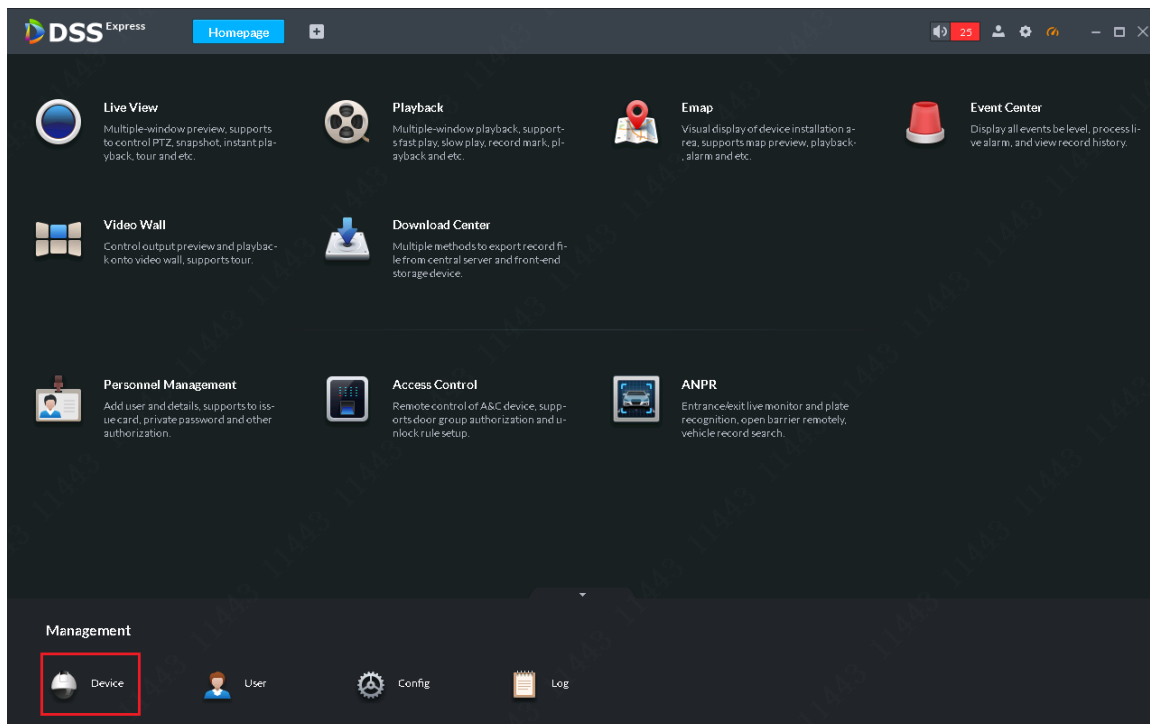 DSS Express
Homepage
25
Live View
Multiple-window preview, supports
to control PTZ, snapshot, instant pla-
yback, tour and etc.
Playback
Multiple-window playback, support-
s fast play, slow play, record mark, pl-
ayback and etc.
Emap
Visual display of device installation a-
rea, supports map preview, playback-
, alarm and etc.
Event Center
Display all events be level, process li-
ve alarm, and view record history.
Video Wall
Control output preview and playbac-
k onto video wall, supports tour.
Download Center
Multiple methods to export record fi-
le from central server and front-end
storage device.
Personnel Management
Add user and details, supports to iss-
ue card, private password and other
authorization.
Access Control
Remote control of A&C device, supp-
orts door group authorization and u-
nlock rule setup.
ANPR
Entrance/exit live monitor and plate
recognition, open barrier remotely,
vehicle record search.
Management
Device
User
Config
Log